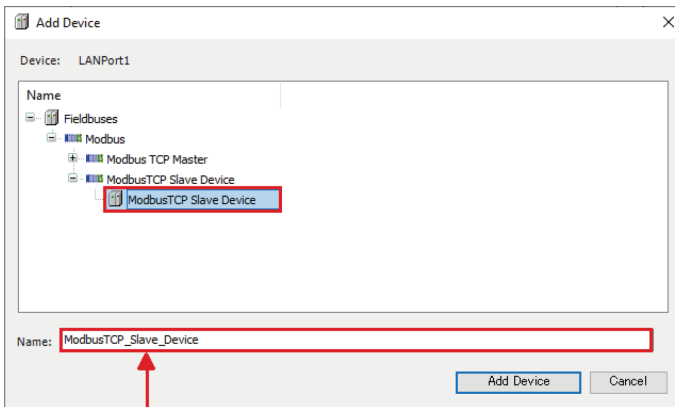 Add Device
Device: LANPort1
Name
Fieldbuses
Modbus
Modbus TCP Master
ModbusTCP Slave Device
ModbusTCP Slave Device
Name: ModbusTCP_Slave_Device
Add Device Cancel